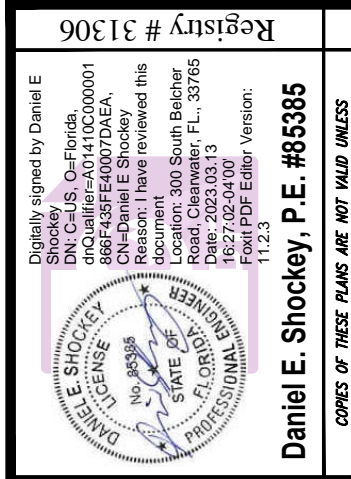 Registry # 31306
DANIEL E. SHOCKEY
LICENSE
No. 85385
STATE OF
FLORIDA
PROFESSIONAL ENGINEER
Digitally signed by Daniel E
Shockey
DN: C=US, O=Florida,
dnQualifier=A01410C000001
866F435FE40007DAEA,
CN=Daniel E Shockey
Reason: I have reviewed this
document
Location: 300 South Belcher
Road, Clearwater, FL., 33765
Date: 2023.03.13
16:27:02-04'00'
Foxit PDF Editor Version:
11.2.3
Daniel E. Shockey, P.E. #85385
COPIES OF THESE PLANS ARE NOT VALID UNLESS